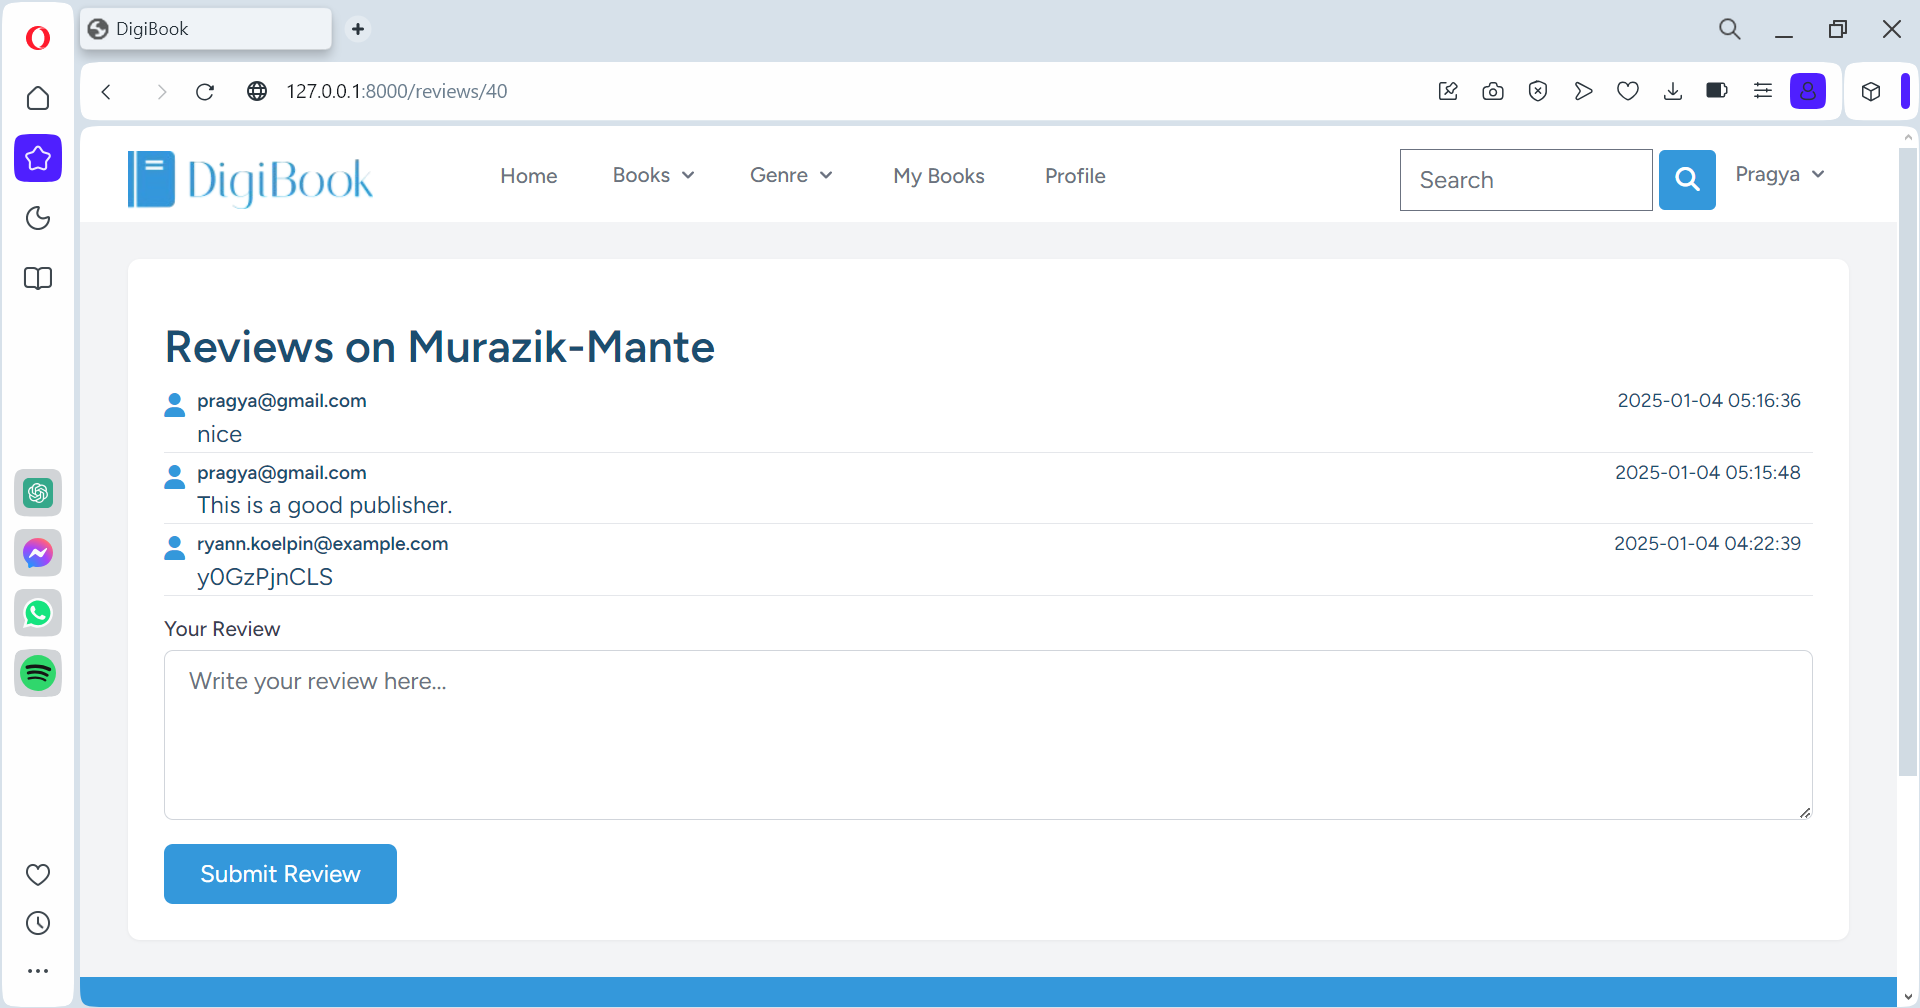 DigiBook
127.0.0.1:8000/reviews/40
DigiBook
Home
Books
Genre
My Books
Profile
Search
Pragya
Reviews on Murazik-Mante
pragya@gmail.com
2025-01-04 05:16:36
nice
pragya@gmail.com
2025-01-04 05:15:48
This is a good publisher.
ryann.koelpin@example.com
2025-01-04 04:22:39
y0GzPjnCLS
Your Review
Write your review here...
Submit Review